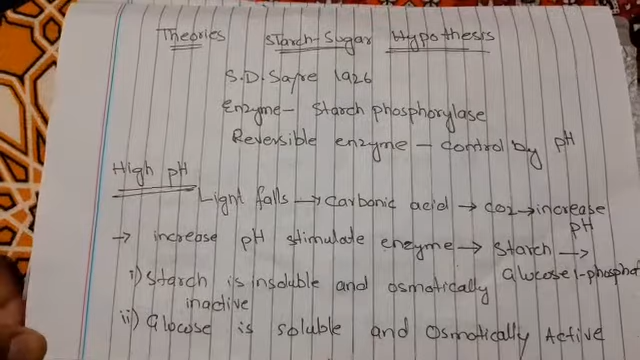 Theories Starch-Sugar Hypothesis
S.D. Sayre 1926
Enzyme- Starch phosphorylase
Reversible enzyme - control by pH
High pH
Light falls → carbonic acid → CO2 → increase pH
→ increase pH stimulate enzyme → Starch →
Glucose 1-phosphat
i) Starch is insoluble and osmotically
inactive
ii) Glucose is soluble and Osmotically Active